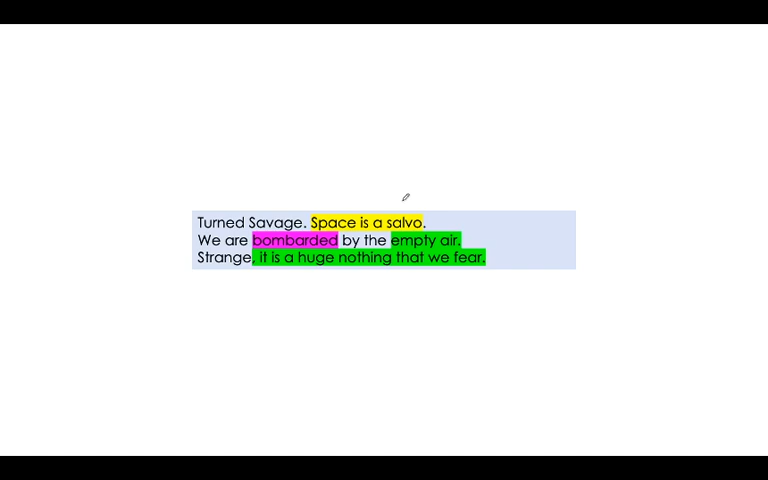 Turned Savage. Space is a salvo.
We are bombarded by the empty air.
Strange, it is a huge nothing that we fear.